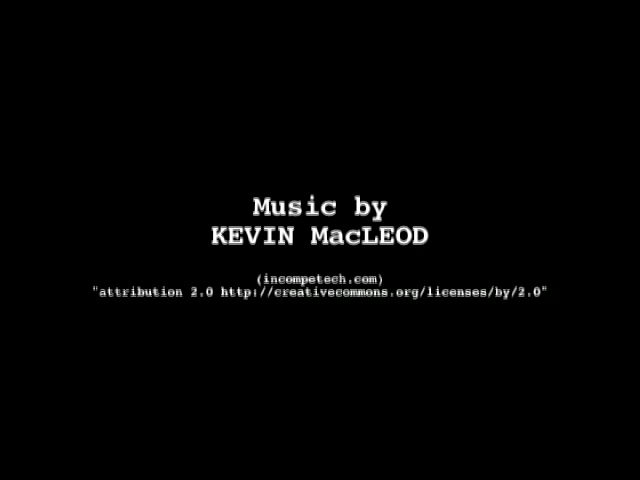 Music by
KEVIN MacLEOD
(incompetech.com)
"attribution 2.0 http://creativecommons.org/licenses/by/2.0"